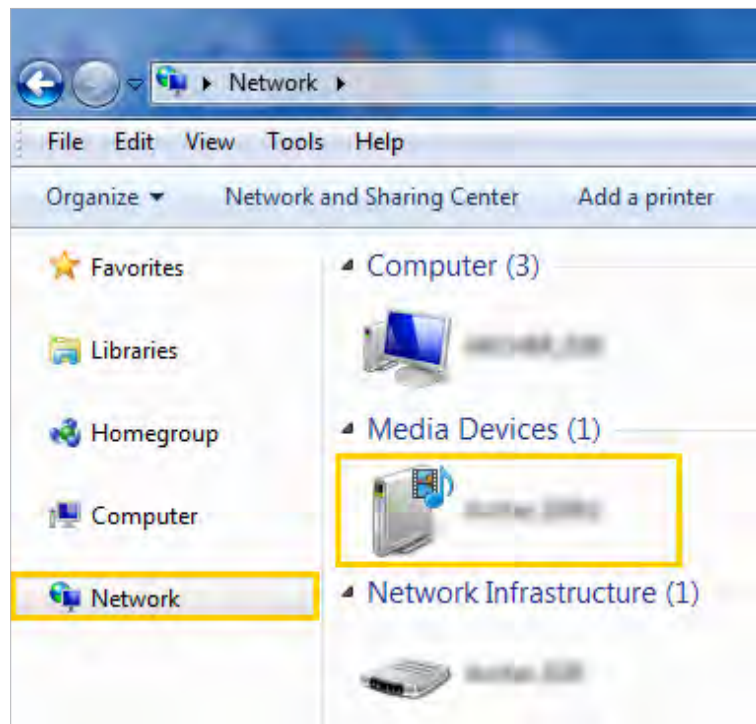 Network
File Edit View Tools Help
Organize Network and Sharing Center Add a printer
Favorites
Libraries
Homegroup
Computer
Network
Computer (3)
Media Devices (1)
Network Infrastructure (1)